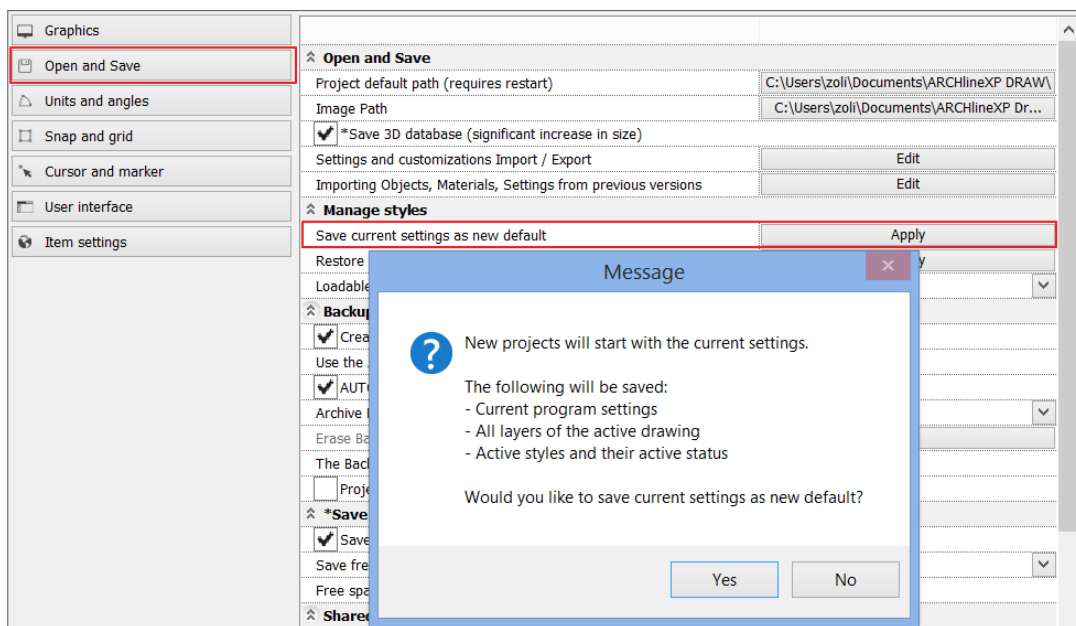 Graphics
Open and Save
Units and angles
Snap and grid
Cursor and marker
User interface
Item settings
Open and Save
Project default path (requires restart) C:\Users\zoli\Documents\ARCHlineXP DRAW\
Image Path C:\Users\zoli\Documents\ARCHlineXP Dr...
*Save 3D database (significant increase in size)
Settings and customizations Import / Export Edit
Importing Objects, Materials, Settings from previous versions Edit
Manage styles
Save current settings as new default Apply
Restore
Loadable
Backup
Crea
Use the
AUTO
Archive
Erase Ba
The Back
Proje
*Save
Save
Save fre
Free spa
Shared
Message
New projects will start with the current settings.
The following will be saved:
- Current program settings
- All layers of the active drawing
- Active styles and their active status
Would you like to save current settings as new default?
Yes No